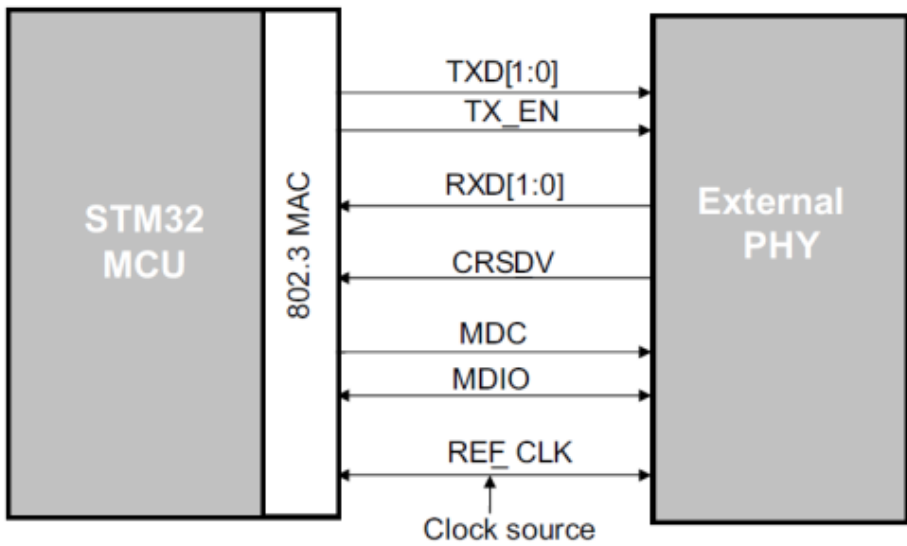 TXD[1:0]
TX_EN
RXD[1:0]
STM32
MCU
802.3 MAC
External
PHY
CRSDV
MDC
MDIO
REF_CLK
Clock source